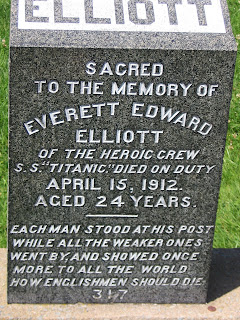 ELLIOTT
SACRED
TO THE MEMORY OF
EVERETT EDWARD
ELLIOTT
OF THE HEROIC CREW
S.S. "TITANIC," DIED ON DUTY
APRIL 15, 1912.
AGED 24 YEARS.
EACH MAN STOOD AT HIS POST
WHILE ALL THE WEAKER ONES
WENT BY, AND SHOWED ONCE
MORE TO ALL THE WORLD
HOW ENGLISHMEN SHOULD DIE.
317